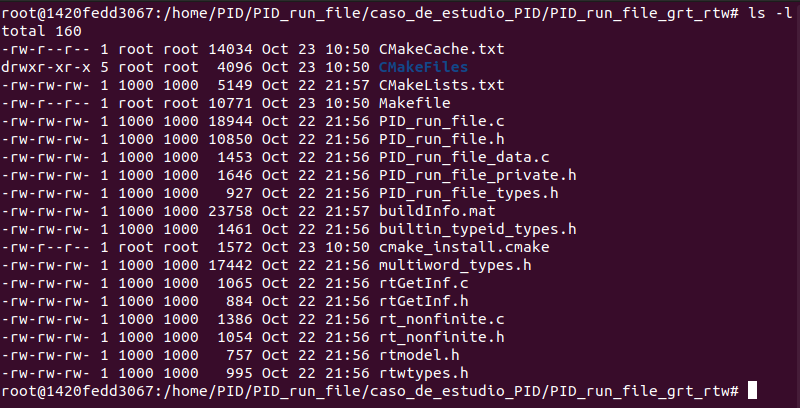 root@1420fedd3067:/home/PID/PID_run_file/caso_de_estudio_PID/PID_run_file_grt_rtw# ls -l
total 160
-rw-r--r-- 1 root root 14034 Oct 23 10:50 CMakeCache.txt
drwxr-xr-x 5 root root  4096 Oct 23 10:50 CMakeFiles
-rw-rw-rw- 1 1000 1000  5149 Oct 22 21:57 CMakeLists.txt
-rw-r--r-- 1 root root 10771 Oct 23 10:50 Makefile
-rw-rw-rw- 1 1000 1000 18944 Oct 22 21:56 PID_run_file.c
-rw-rw-rw- 1 1000 1000 10850 Oct 22 21:56 PID_run_file.h
-rw-rw-rw- 1 1000 1000  1453 Oct 22 21:56 PID_run_file_data.c
-rw-rw-rw- 1 1000 1000  1646 Oct 22 21:56 PID_run_file_private.h
-rw-rw-rw- 1 1000 1000   927 Oct 22 21:56 PID_run_file_types.h
-rw-rw-rw- 1 1000 1000 23758 Oct 22 21:57 buildInfo.mat
-rw-rw-rw- 1 1000 1000  1461 Oct 22 21:56 builtin_typeid_types.h
-rw-r--r-- 1 root root  1572 Oct 23 10:50 cmake_install.cmake
-rw-rw-rw- 1 1000 1000 17442 Oct 22 21:56 multiword_types.h
-rw-rw-rw- 1 1000 1000  1065 Oct 22 21:56 rtGetInf.c
-rw-rw-rw- 1 1000 1000   884 Oct 22 21:56 rtGetInf.h
-rw-rw-rw- 1 1000 1000  1386 Oct 22 21:56 rt_nonfinite.c
-rw-rw-rw- 1 1000 1000  1054 Oct 22 21:56 rt_nonfinite.h
-rw-rw-rw- 1 1000 1000   757 Oct 22 21:56 rtmodel.h
-rw-rw-rw- 1 1000 1000   995 Oct 22 21:56 rtwtypes.h
root@1420fedd3067:/home/PID/PID_run_file/caso_de_estudio_PID/PID_run_file_grt_rtw#